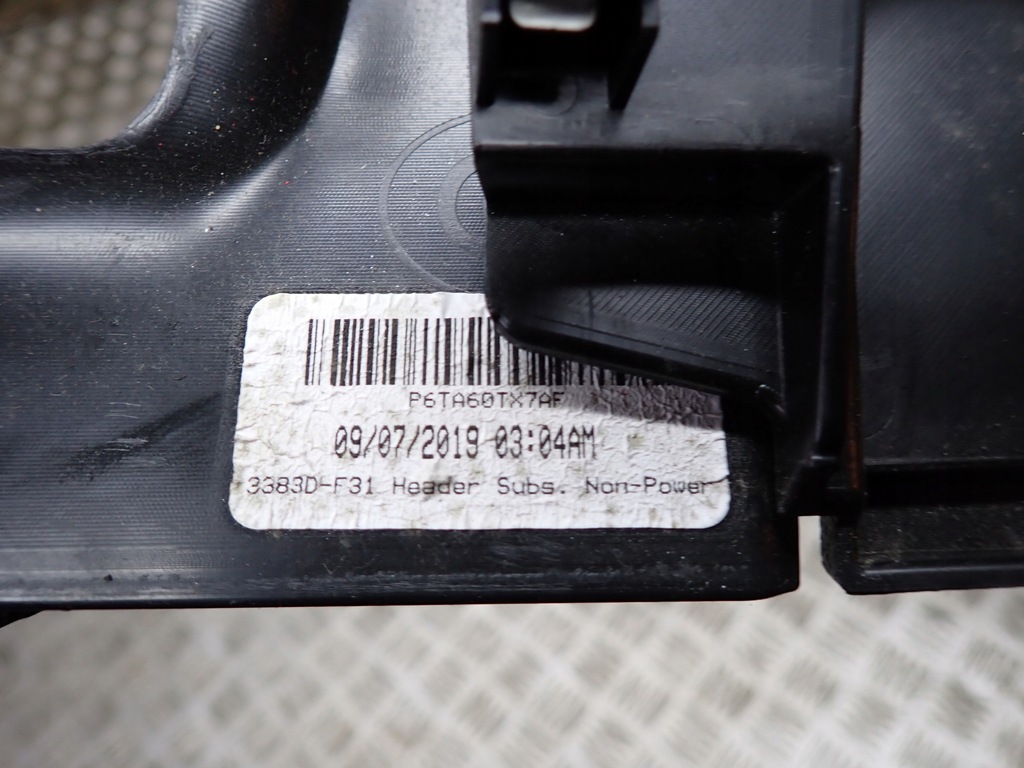 P6TA60TX7AF
09/07/2019 03:04AM
3383D-F31 Header Subs. Non-Power